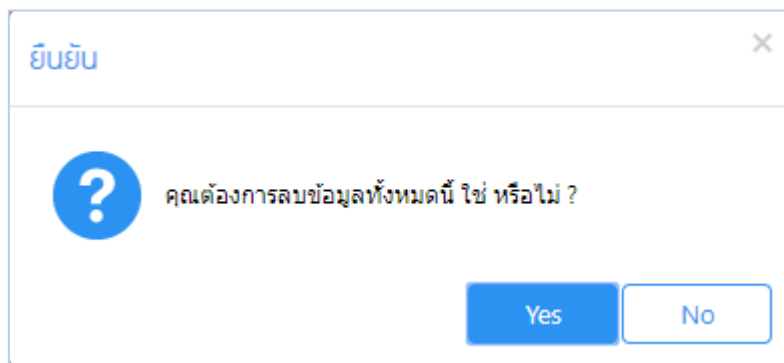 ยืนยัน
คุณต้องการลบข้อมูลทั้งหมดนี้ ใช่ หรือไม่ ?
Yes
No